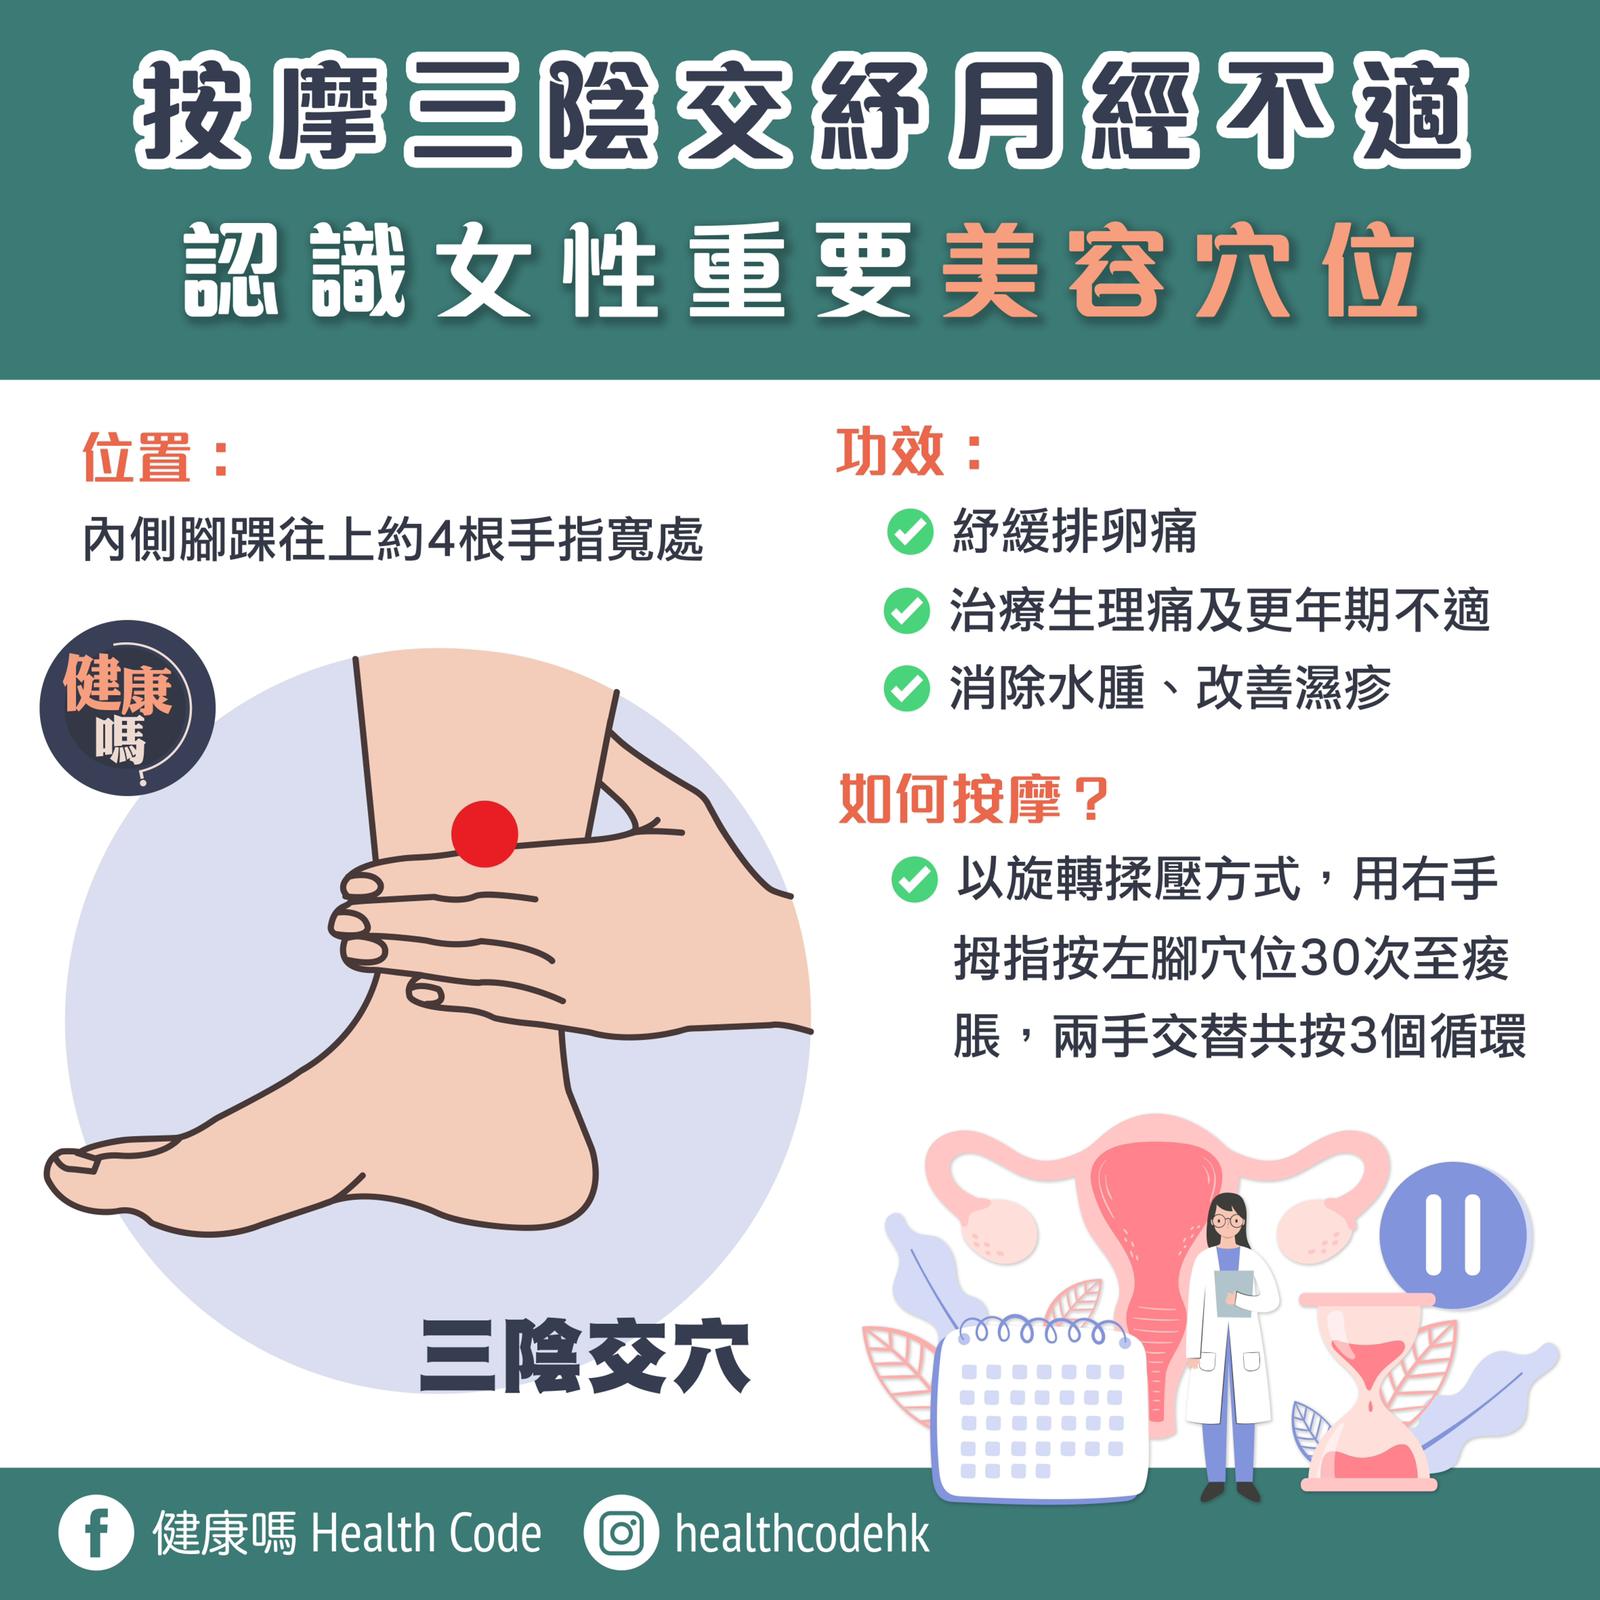 按摩三陰交紓月經不適
認識女性重要美容穴位
位置：
內側腳踝往上約4根手指寬處
健康
嗎?
三陰交穴
功效：
紓緩排卵痛
治療生理痛及更年期不適
消除水腫、改善濕疹
如何按摩？
以旋轉揉壓方式，用右手
拇指按左腳穴位30次至痠
脹，兩手交替共按3個循環
健康嗎 Health Code
healthcodehk